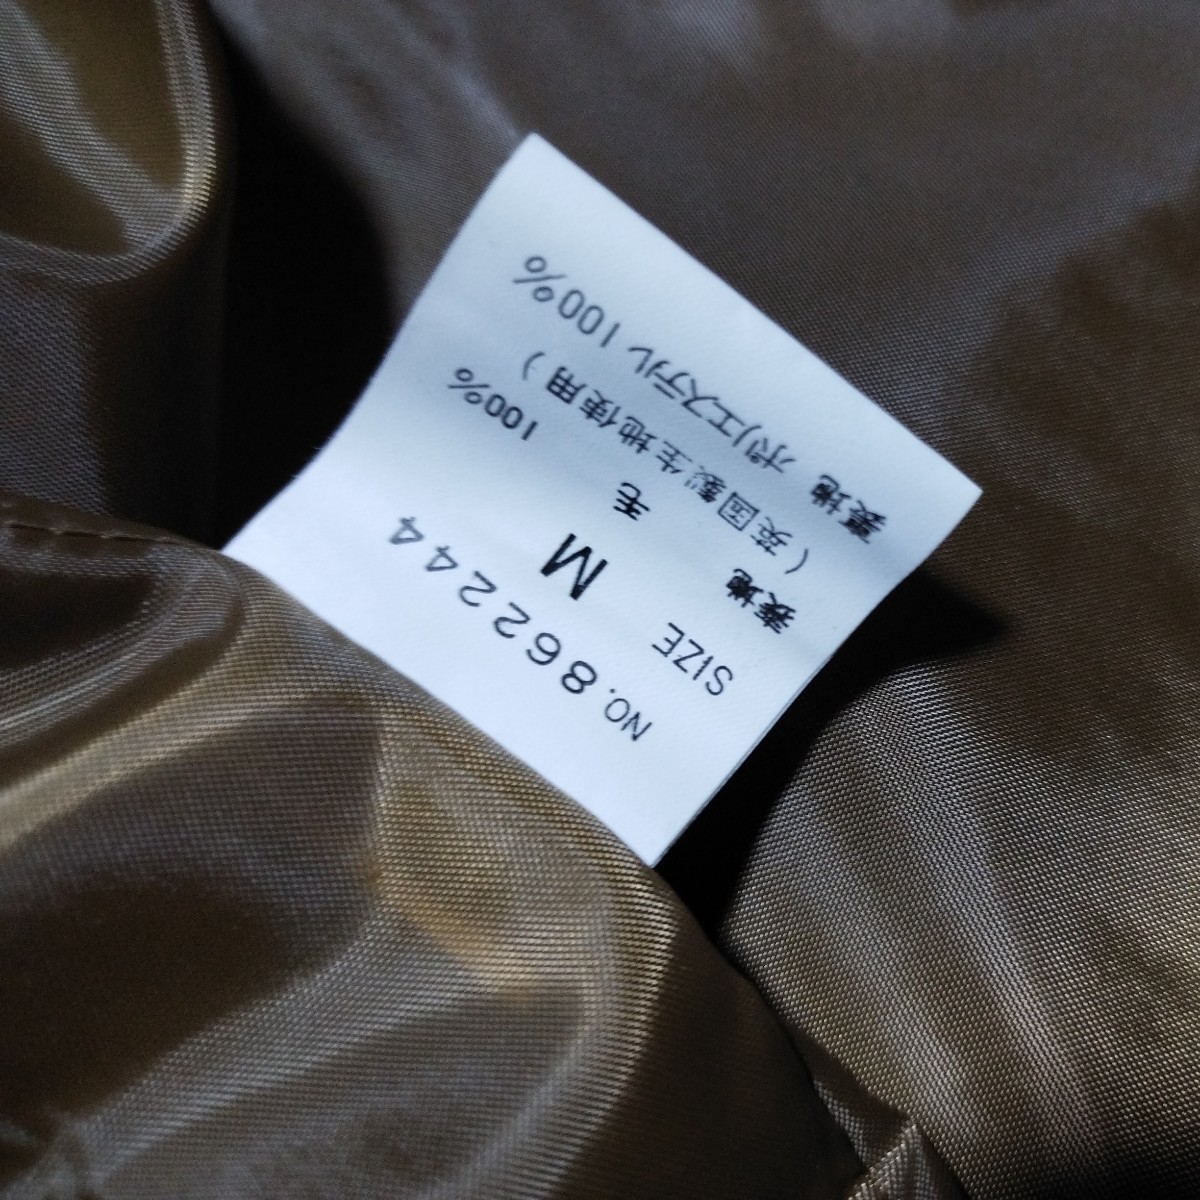 NO.862244
SIZE M
表地 毛 100%
(英国製生地使用)
裏地 ポリエステル 100%